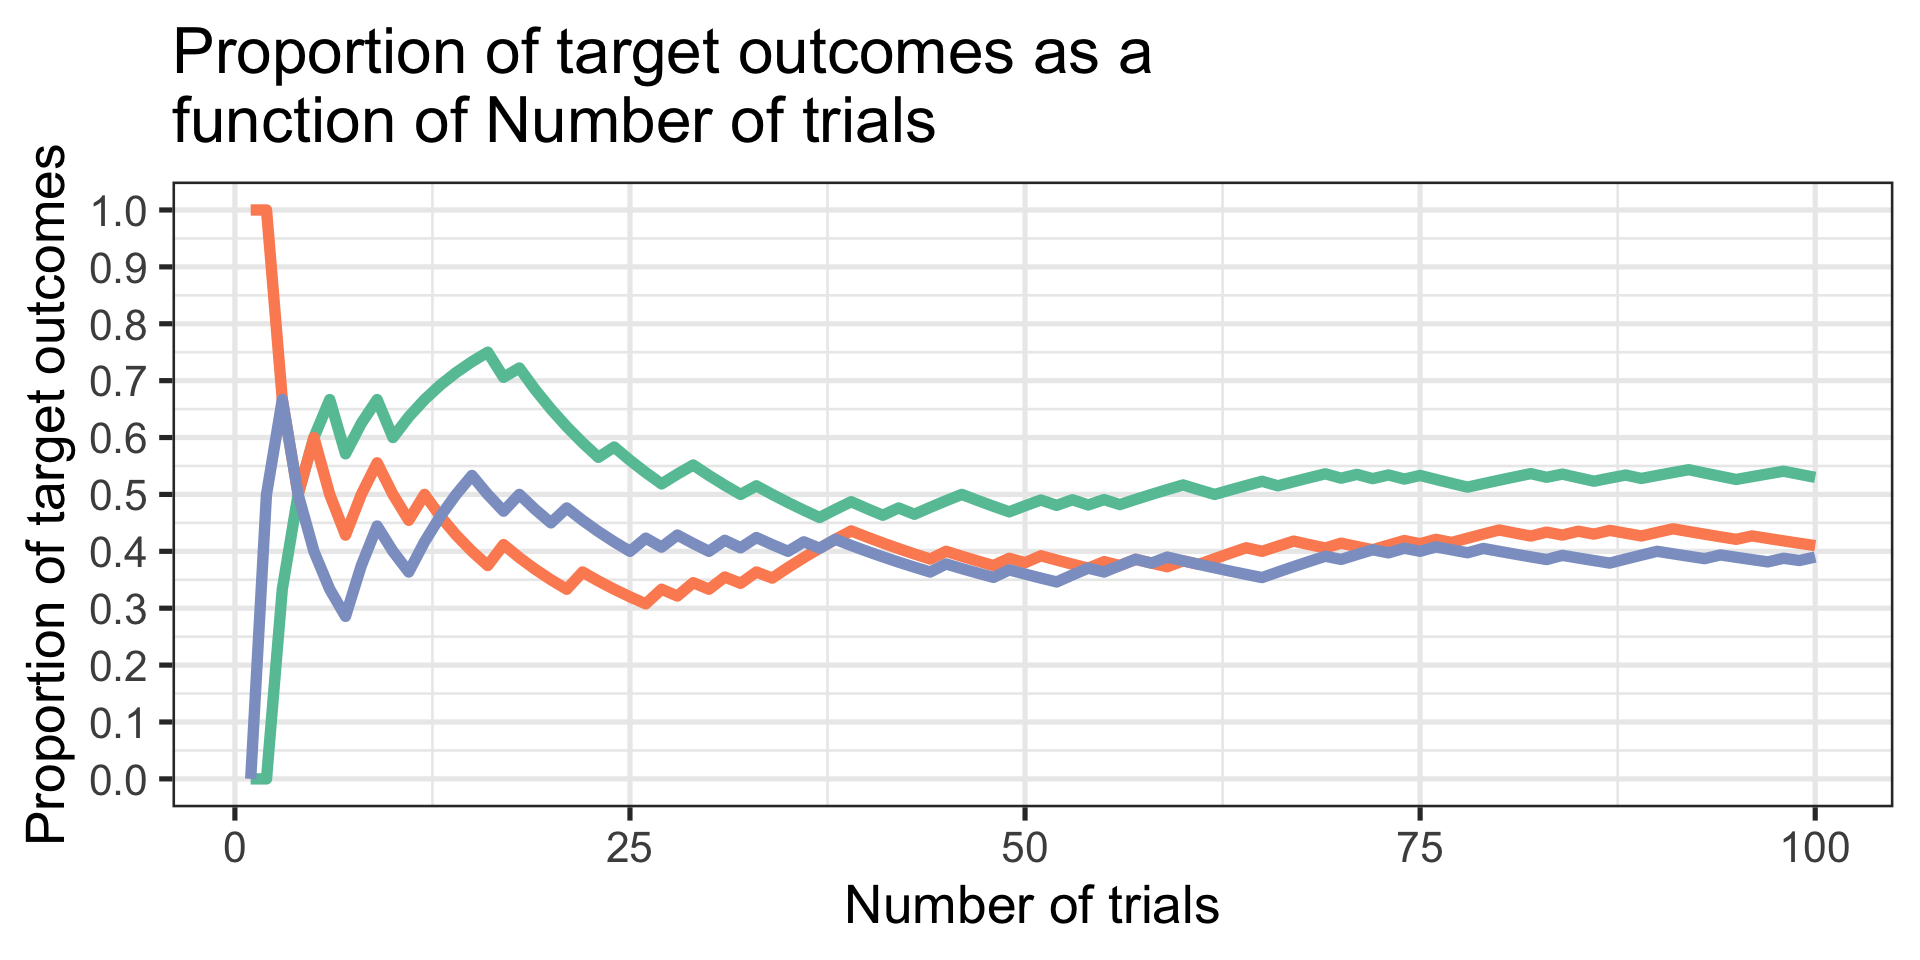 Proportion of target outcomes as a
function of Number of trials
Proportion of target outcomes
1.0
0.9
0.8
0.7
0.6
0.5
0.4
0.3
0.2
0.1
0.0
0 25 50 75 100
Number of trials